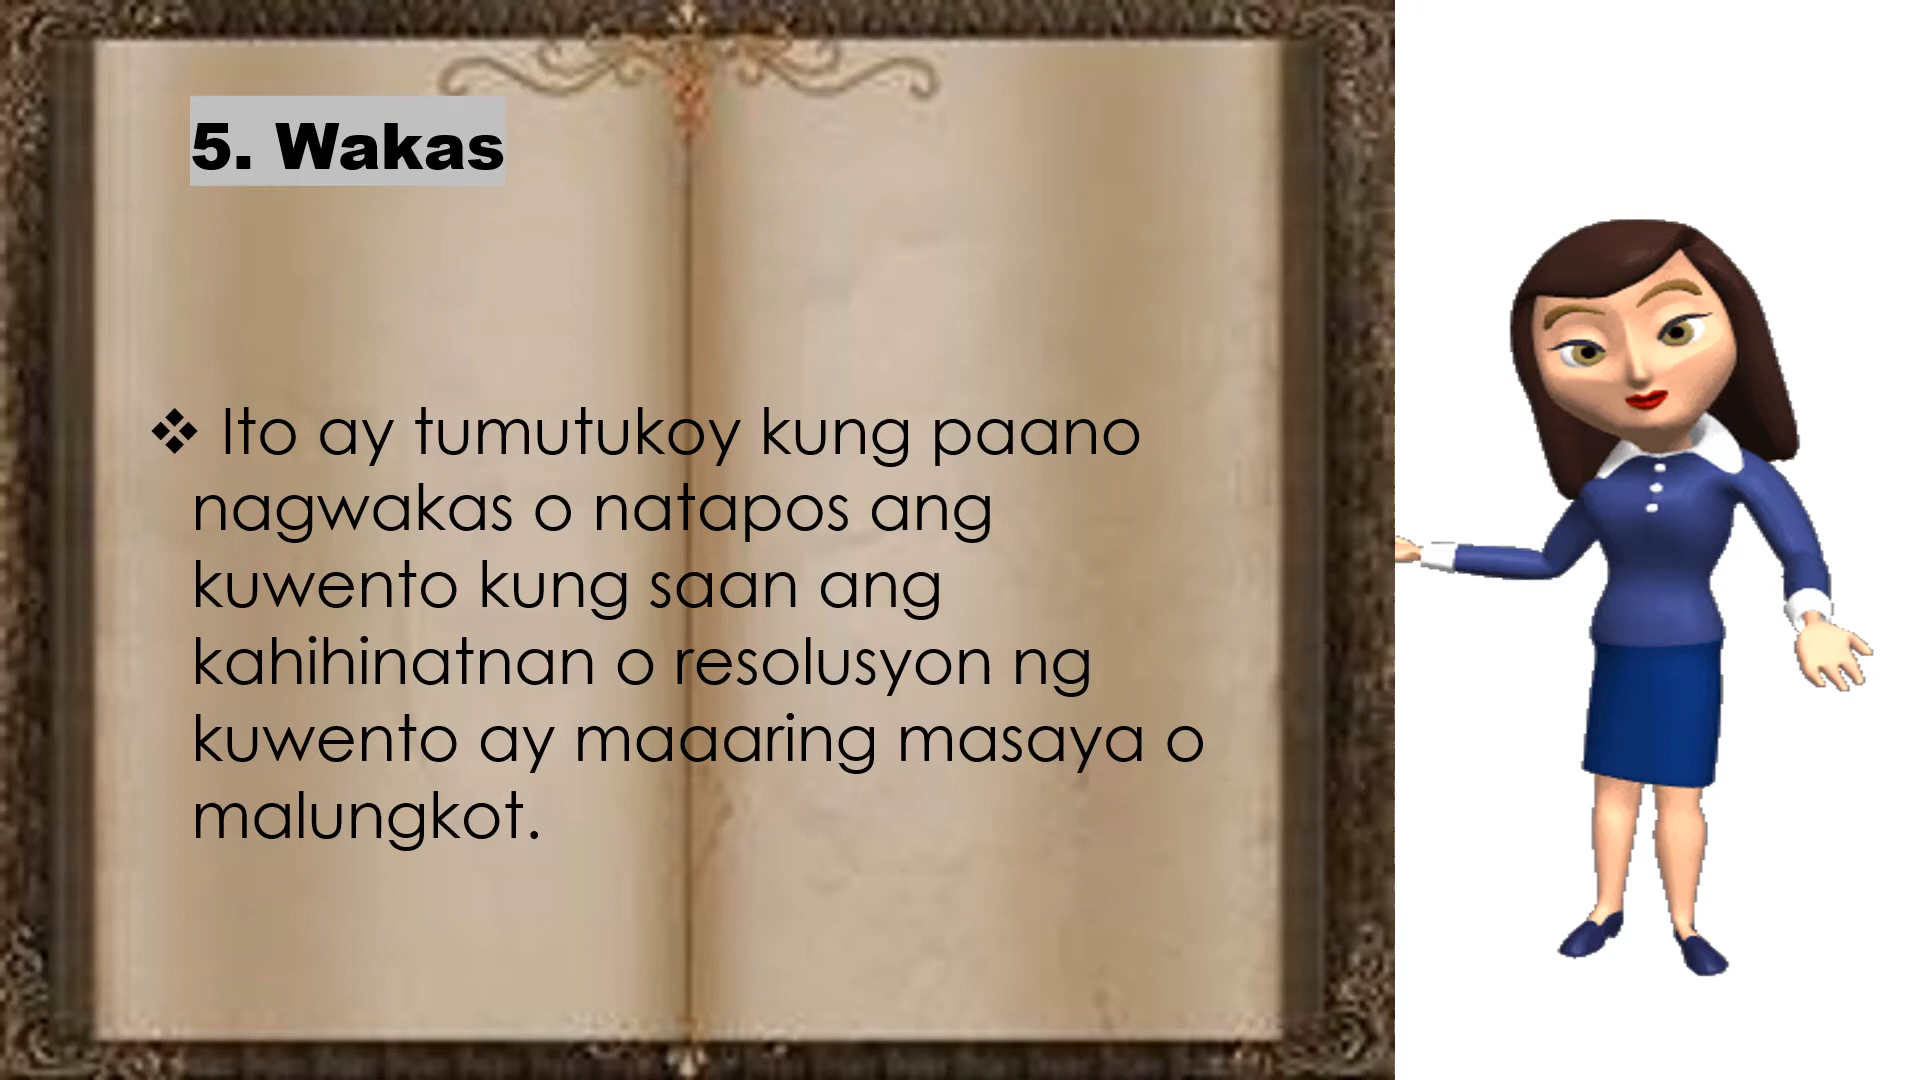 5. Wakas
❖ Ito ay tumutukoy kung paano
nagwakas o natapos ang
kuwento kung saan ang
kahihinatnan o resolusyon ng
kuwento ay maaaring masaya o
malungkot.